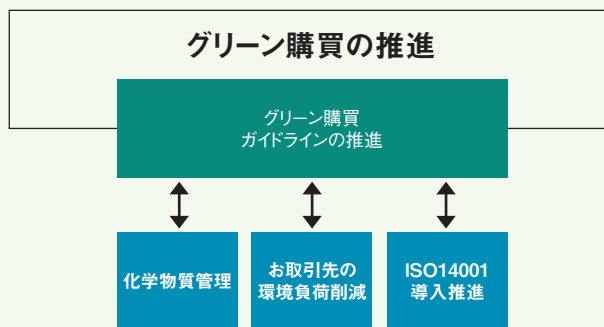 グリーン購買の推進
グリーン購買
ガイドラインの推進
化学物質管理
お取引先の
環境負荷削減
ISO14001
導入推進